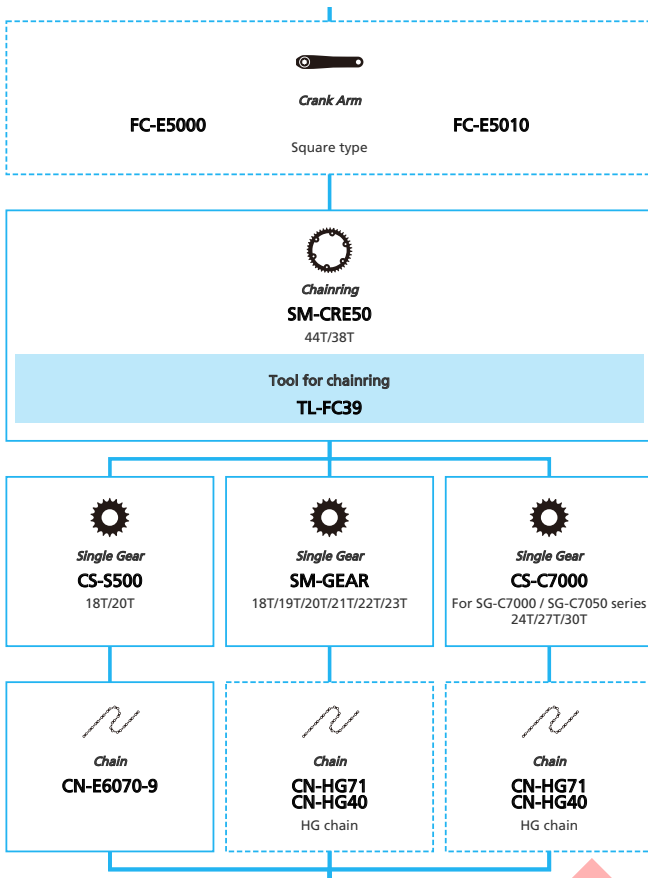 Crank Arm
FC-E5000
FC-E5010
Square type
Chainring
SM-CRE50
44T/38T
Tool for chainring
TL-FC39
Single Gear
CS-S500
18T/20T
Single Gear
SM-GEAR
18T/19T/20T/21T/22T/23T
Single Gear
CS-C7000
For SG-C7000 / SG-C7050 series
24T/27T/30T
Chain
CN-E6070-9
Chain
CN-HG71
CN-HG40
HG chain
Chain
CN-HG71
CN-HG40
HG chain